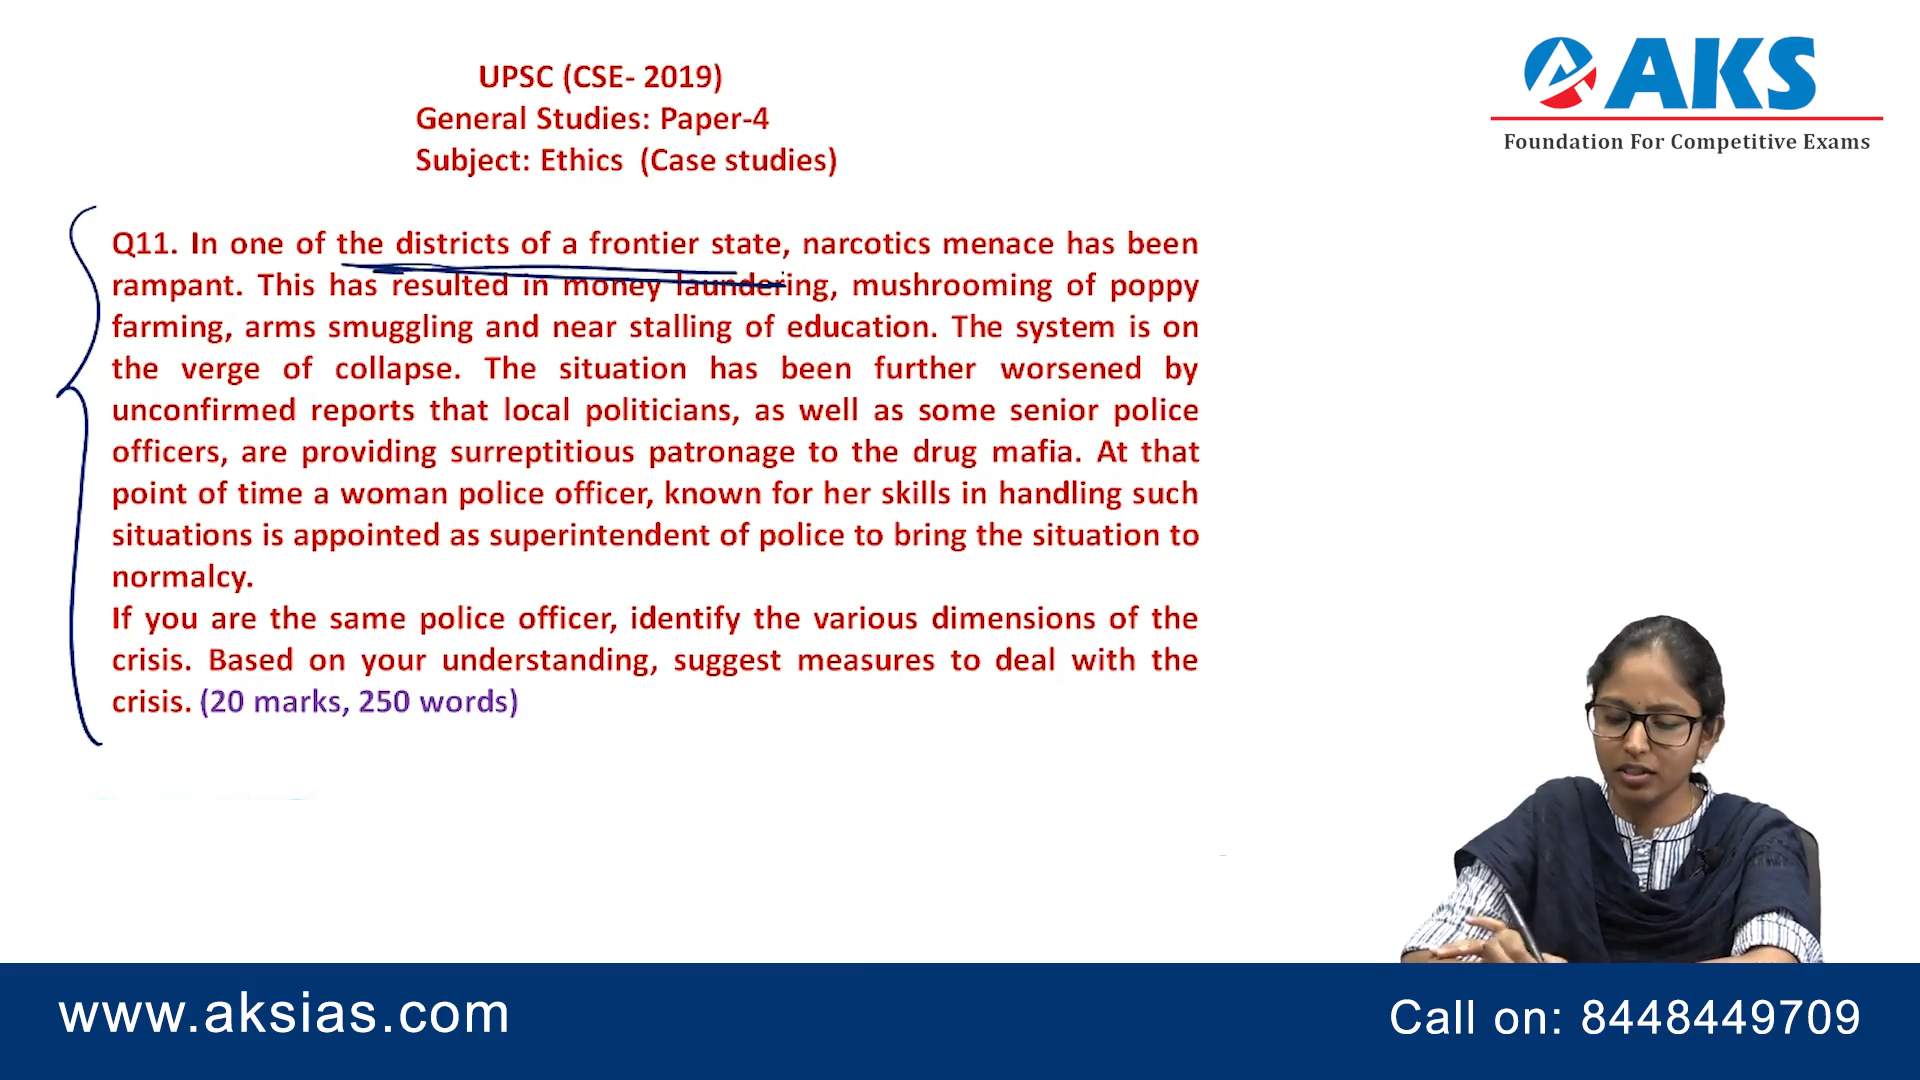 UPSC (CSE- 2019)
General Studies: Paper-4
Subject: Ethics (Case studies)
AKS
Foundation For Competitive Exams
Q11. In one of the districts of a frontier state, narcotics menace has been
rampant. This has resulted in money laundering, mushrooming of poppy
farming, arms smuggling and near stalling of education. The system is on
the verge of collapse. The situation has been further worsened by
unconfirmed reports that local politicians, as well as some senior police
officers, are providing surreptitious patronage to the drug mafia. At that
point of time a woman police officer, known for her skills in handling such
situations is appointed as superintendent of police to bring the situation to
normalcy.
If you are the same police officer, identify the various dimensions of the
crisis. Based on your understanding, suggest measures to deal with the
crisis. (20 marks, 250 words)
www.aksias.com
Call on: 8448449709